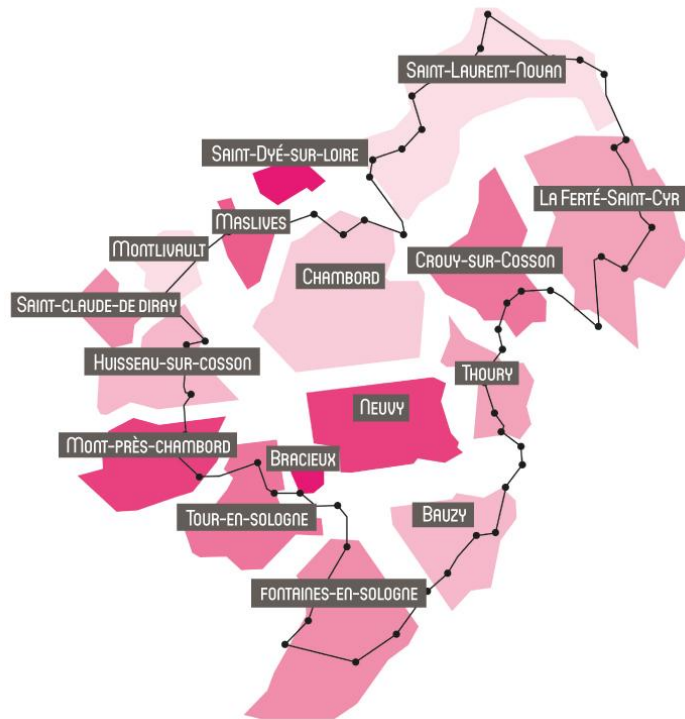 Saint-Laurent-Nouan
Saint-Dyé-sur-loire
La Ferté-Saint-Cyr
Maslives
Montlivault
Crouy-sur-Cosson
Chambord
Saint-claude-de diray
Huisseau-sur-cosson
Thoury
Neuvy
Mont-près-chambord
Bracieux
Tour-en-sologne
Bauzy
fontaines-en-sologne